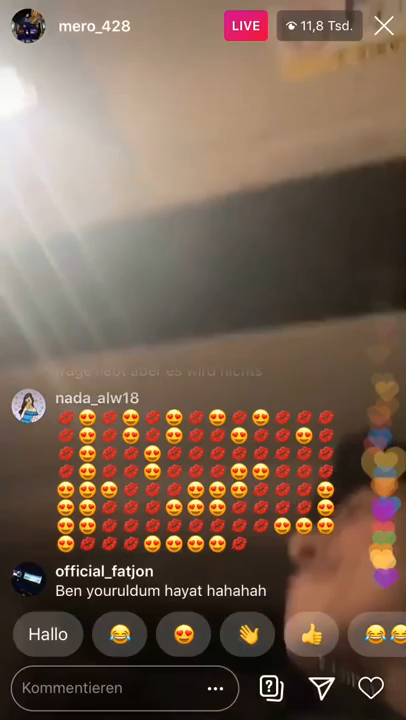 mero_428
LIVE
11,8 Tsd.
frage liebt aber es wird nichts
nada_alw18
official_fatjon
Ben youruldum hayat hahahah
Hallo
Kommentieren